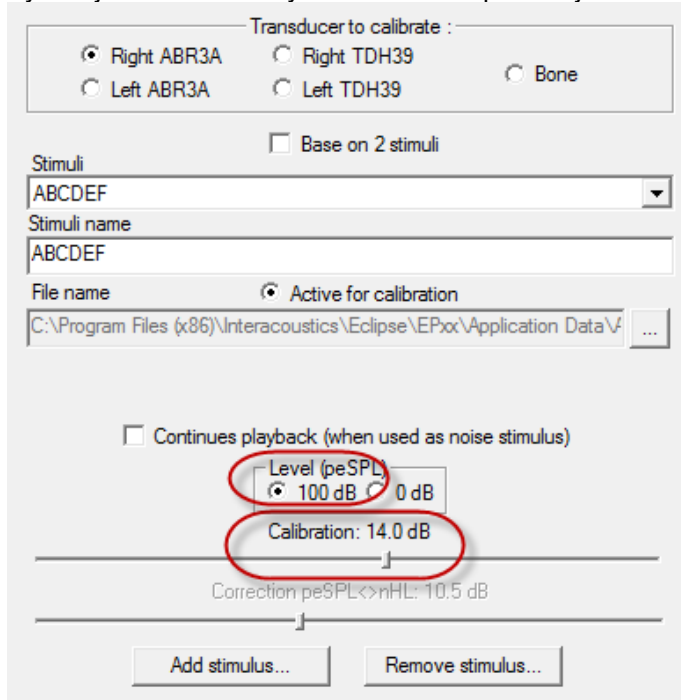 Transducer to calibrate :
Right ABR3A Right TDH39
Bone
Left ABR3A Left TDH39
Base on 2 stimuli
Stimuli
ABCDEF
Stimuli name
ABCDEF
File name Active for calibration
C:\Program Files (x86)\Interacoustics\Eclipse\EPxx\Application Data\ ...
Continues playback (when used as noise stimulus)
Level (peSPL)
100 dB 0 dB
Calibration: 14.0 dB
Correction peSPL<>nHL: 10.5 dB
Add stimulus... Remove stimulus...